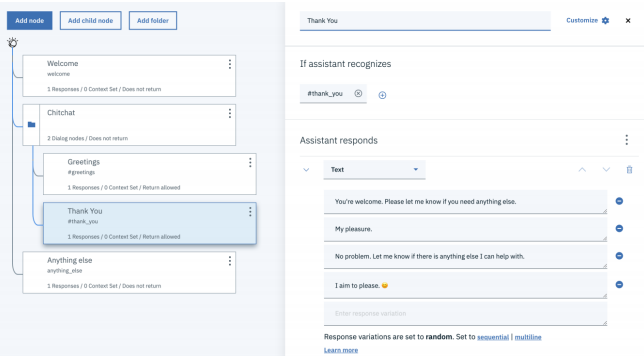 Add node
Add child node
Add folder
Welcome
welcome
1 Responses / 0 Context Set / Does not return
Chitchat
2 Dialog nodes / Does not return
Greetings
#greetings
1 Responses / 0 Context Set / Return allowed
Thank You
#thank_you
1 Responses / 0 Context Set / Return allowed
Anything else
anything_else
1 Responses / 0 Context Set / Does not return
Thank You
Customize
If assistant recognizes
#thank_you
Assistant responds
Text
You're welcome. Please let me know if you need anything else.
My pleasure.
No problem. Let me know if there is anything else I can help with.
I aim to please. 😉
Enter response variation
Response variations are set to random. Set to sequential | multiline
Learn more